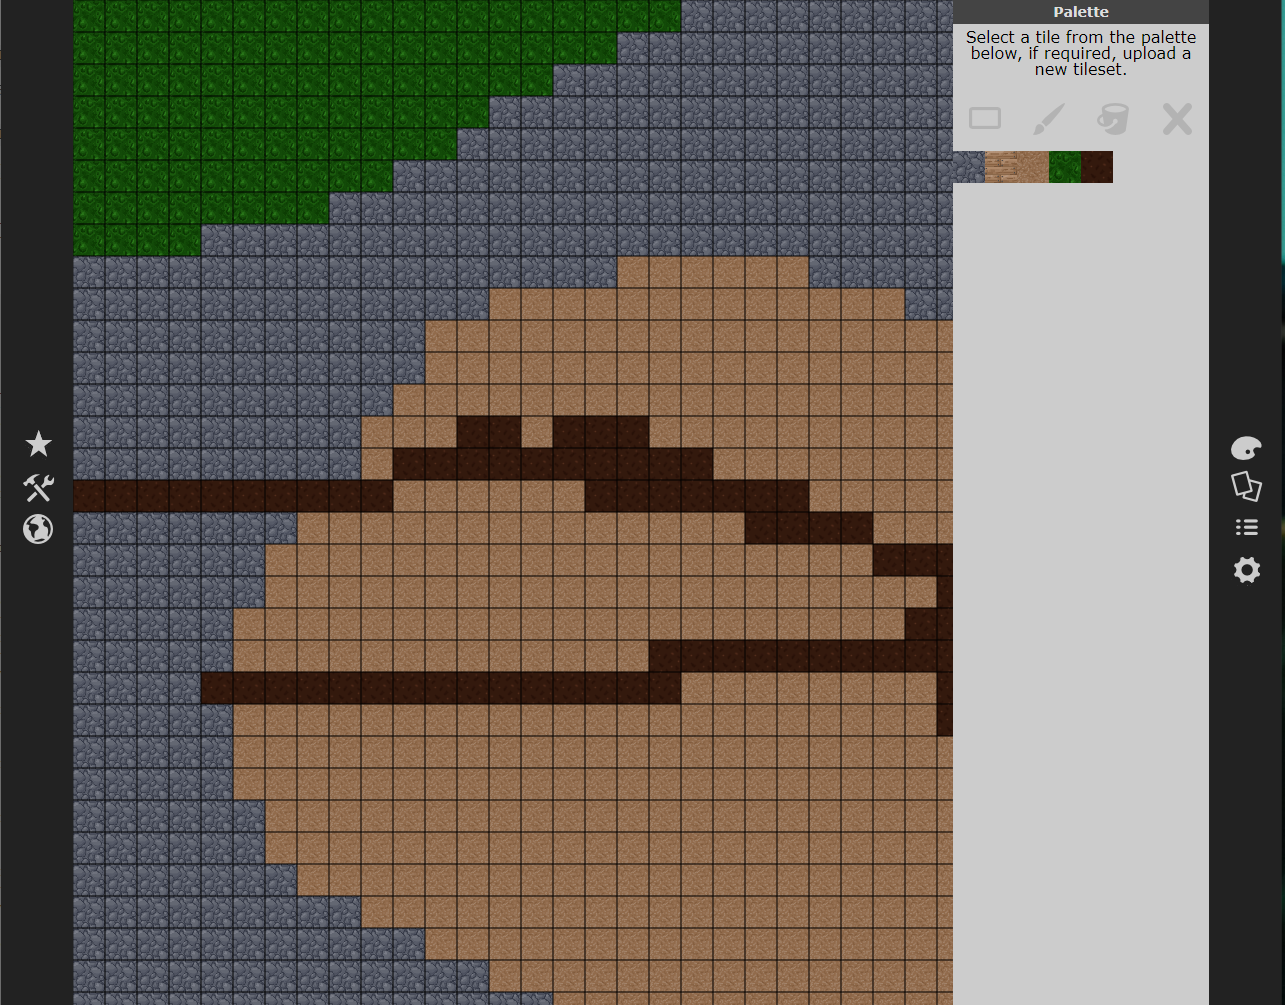 Palette
Select a tile from the palette
below, if required, upload a
new tileset.